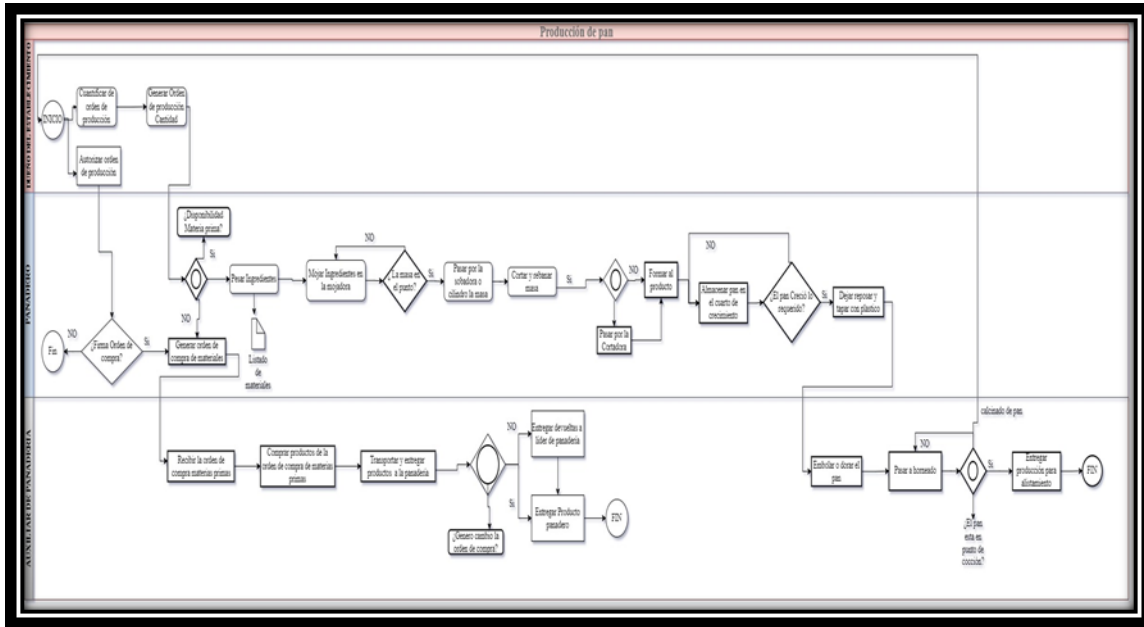 Producción de pan
DUEÑO DEL ESTABLECIMIENTO
INICIO
Cuantificar de
orden de
producción
Generar Orden
de producción
Cantidad
Autorizar orden
de producción
PANADERO
¿Disponibilidad
Materia prima?
Si
NO
Pesar Ingredientes
Listado
de
materiales
Mojar Ingredientes en
la mojadora
NO
¿La masa en
el punto?
Si
Pasar por la
sobadora o
cilindro la masa
Cortar y rebanar
masa
SI
NO
Pasar por la
Cortadora
Formar al
producto
NO
Almacenar pan en
el cuarto de
crecimiento
¿El pan Creció lo
requerido?
Si
Dejar reposar y
tapar con plástico
Fin
NO
¿Firma Orden de
compra?
SI
Generar orden de
compra de materiales
AUXILIAR DE PANADERIA
Recibir la orden de
compra materias primas
Comprar productos de la
orden de compra de materias
primas
Transportar y entregar
productos a la panadería
NO
Si
¿Genero cambio la
orden de compra?
Entregar devueltas a
líder de panadería
Entregar Producto
panadero
FIN
Embolar o dorar el
pan
Pasar a horneado
NO
calcinado de pan
SI
¿El pan
esta en
punto de
cocción?
Entregar
producción para
alistamiento
FIN